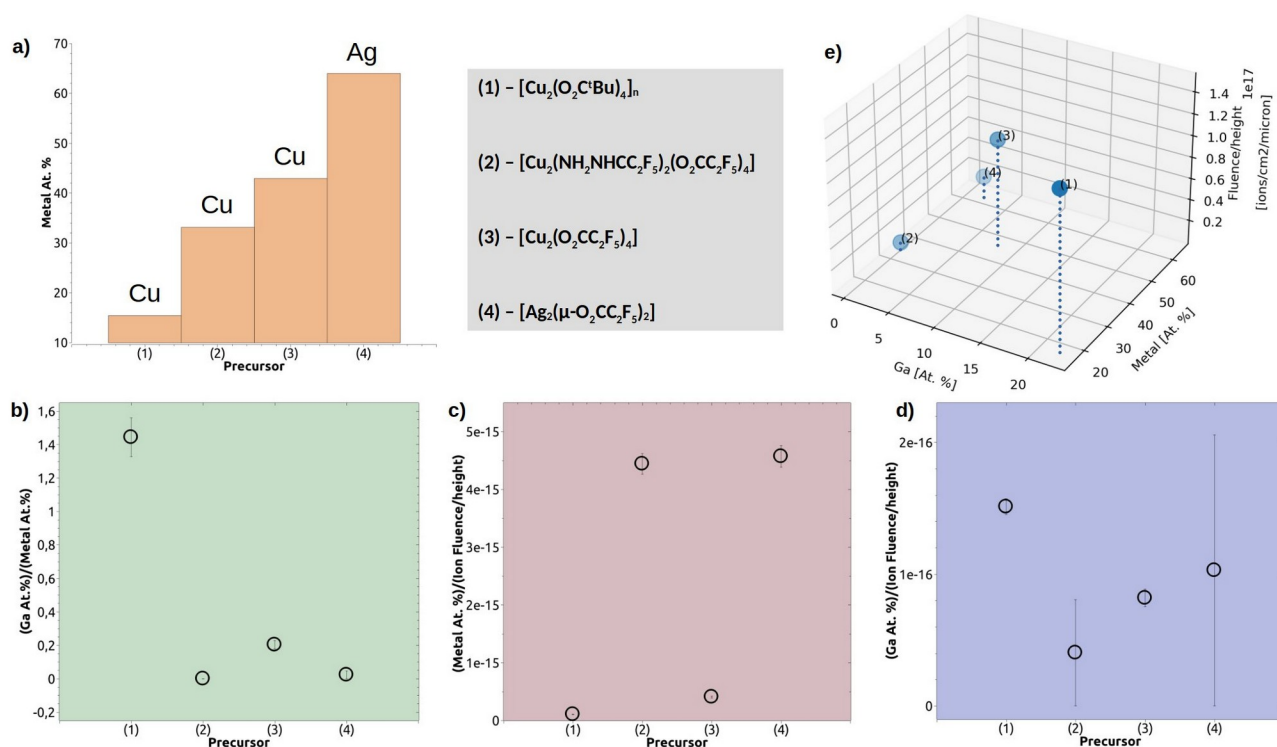 a)
70
60
50
40
30
20
10
Metal At. %
Cu
Cu
Cu
Ag
(1)
(2)
(3)
(4)
Precursor
(1) – [Cu₂(O₂CᵗBu)₄]ₙ
(2) – [Cu₂(NH₂NHCC₂F₅)₂(O₂CC₂F₅)₄]
(3) – [Cu₂(O₂CC₂F₅)₄]
(4) – [Ag₂(µ-O₂CC₂F₅)₂]
e)
(3)
(4)
(1)
(2)
1e17
1.4
1.2
1.0
0.8
0.6
0.4
0.2
Fluence/height
[ions/cm2/micron]
0
5
10
15
20
Ga [At. %]
20
30
40
50
60
Metal [At. %]
b)
1,6
1,4
1,2
1
0,8
0,6
0,4
0,2
0
-0,2
(Ga At.%)/(Metal At.%)
(1)
(2)
(3)
(4)
Precursor
c)
5e-15
4e-15
3e-15
2e-15
1e-15
0
(Metal At. %)/(Ion Fluence/height)
(1)
(2)
(3)
(4)
Precursor
d)
2e-16
1e-16
0
(Ga At. %)/(Ion Fluence/height)
(1)
(2)
(3)
(4)
Precursor